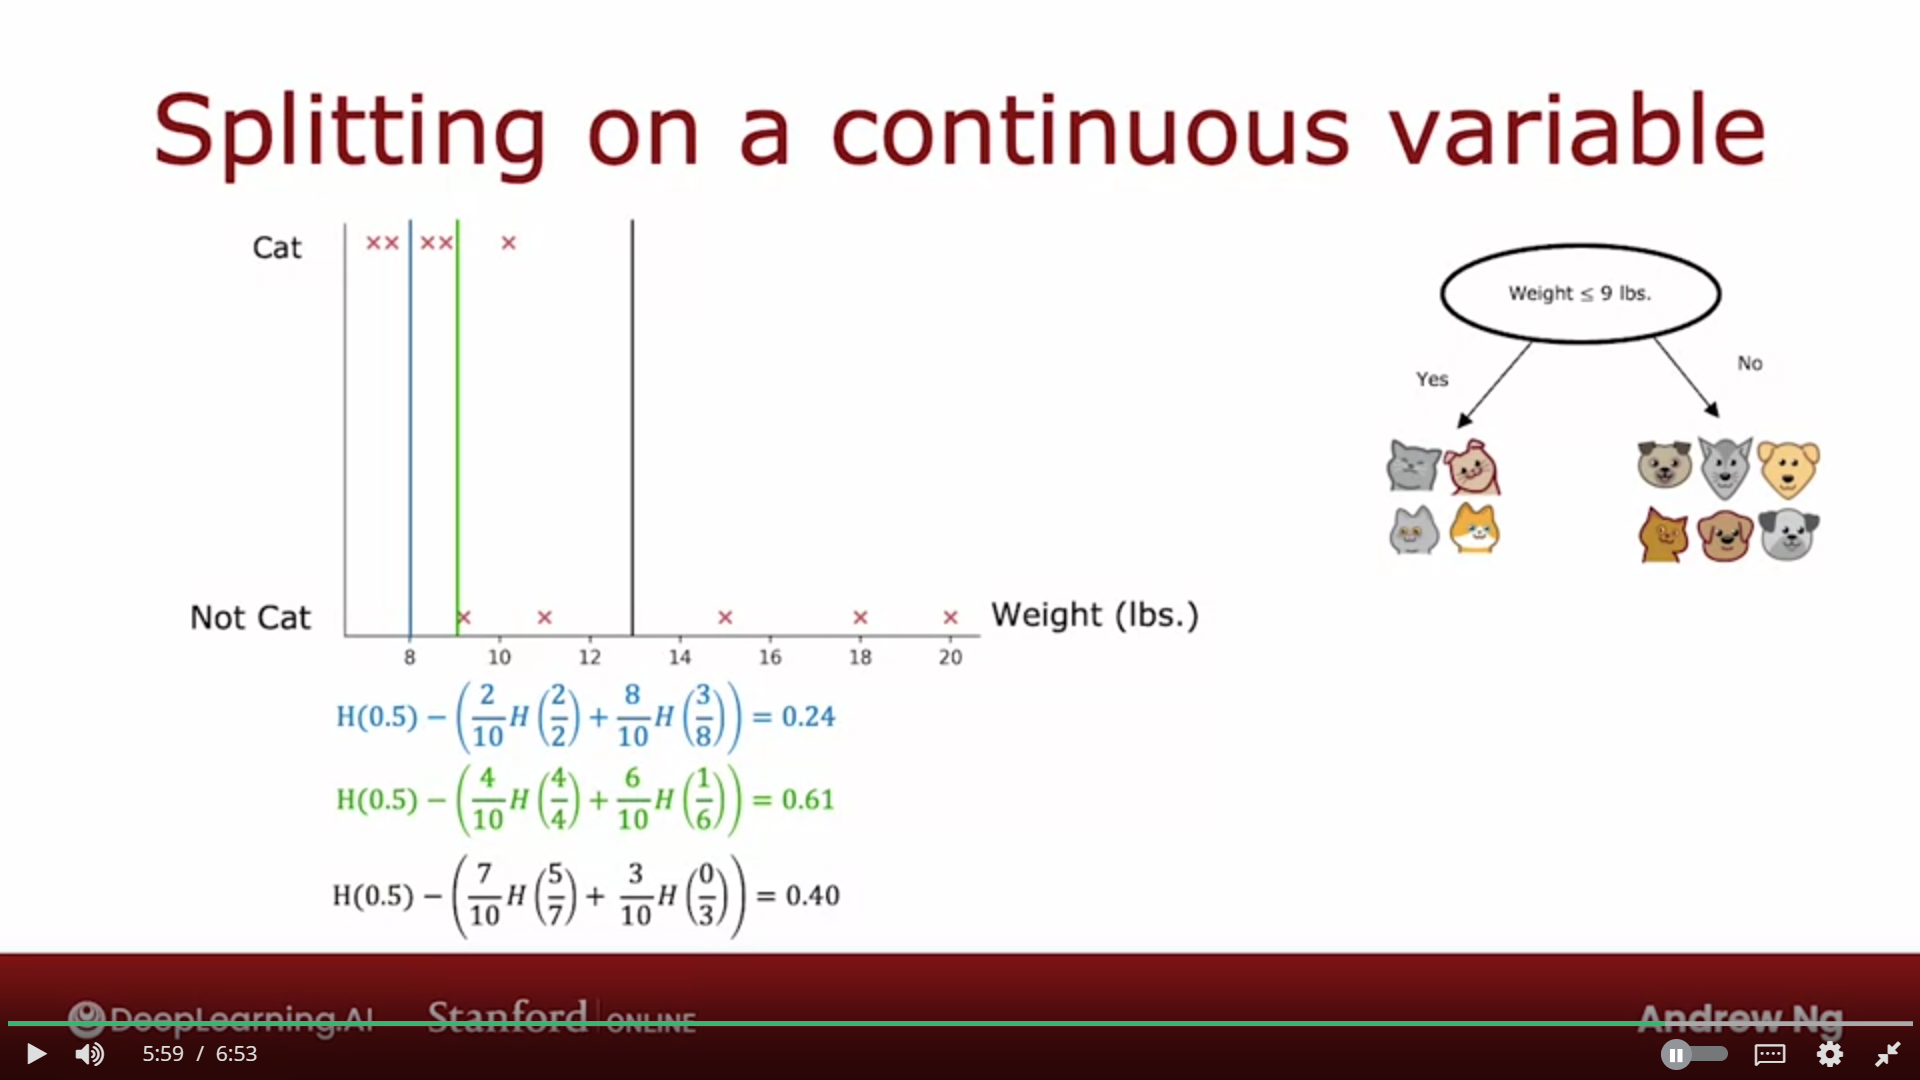 Splitting on a continuous variable
Cat
Not Cat
8 10 12 14 16 18 20
Weight (lbs.)
H(0.5) − (2/10 H(2/2) + 8/10 H(3/8)) = 0.24
H(0.5) − (4/10 H(4/4) + 6/10 H(1/6)) = 0.61
H(0.5) − (7/10 H(5/7) + 3/10 H(0/3)) = 0.40
Weight ≤ 9 lbs.
Yes
No
DeepLearning.AI
Stanford | ONLINE
Andrew Ng
5:59 / 6:53